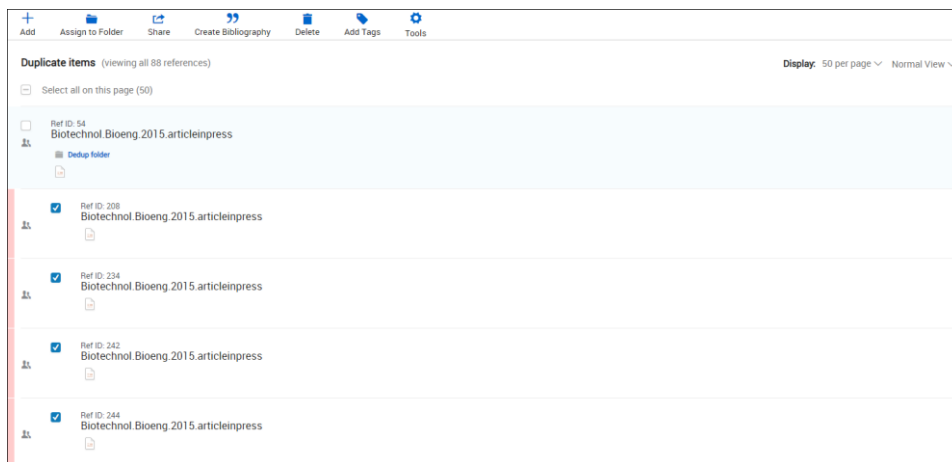 Add Assign to Folder Share Create Bibliography Delete Add Tags Tools
Duplicate items (viewing all 88 references) Display: 50 per page Normal View
Select all on this page (50)
Ref ID: 54
Biotechnol.Bioeng.2015.articleinpress
Dedup folder
Ref ID: 208
Biotechnol.Bioeng.2015.articleinpress
Ref ID: 234
Biotechnol.Bioeng.2015.articleinpress
Ref ID: 242
Biotechnol.Bioeng.2015.articleinpress
Ref ID: 244
Biotechnol.Bioeng.2015.articleinpress